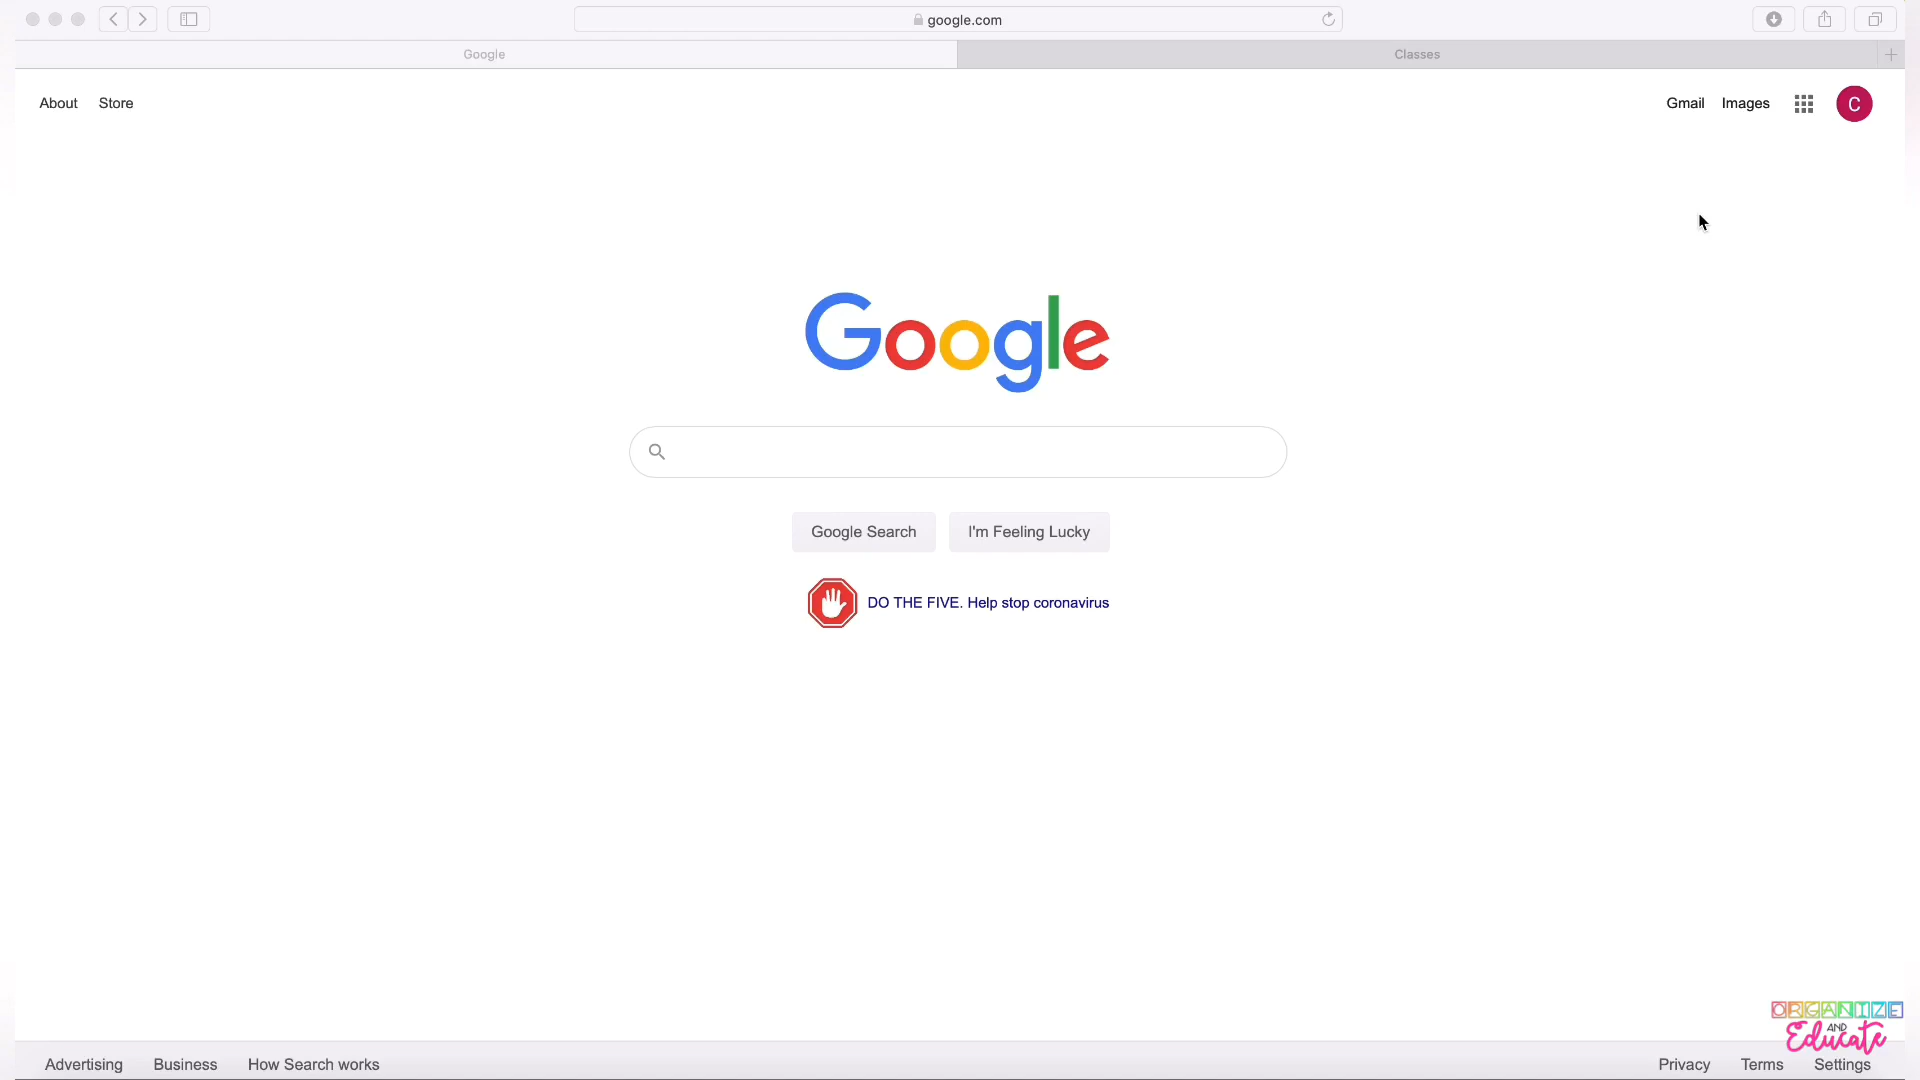 google.com
Google
Classes
About Store
Gmail Images
C
Google
Google Search
I'm Feeling Lucky
DO THE FIVE. Help stop coronavirus
ORGANIZE
AND
Educate
Advertising Business How Search works
Privacy Terms Settings